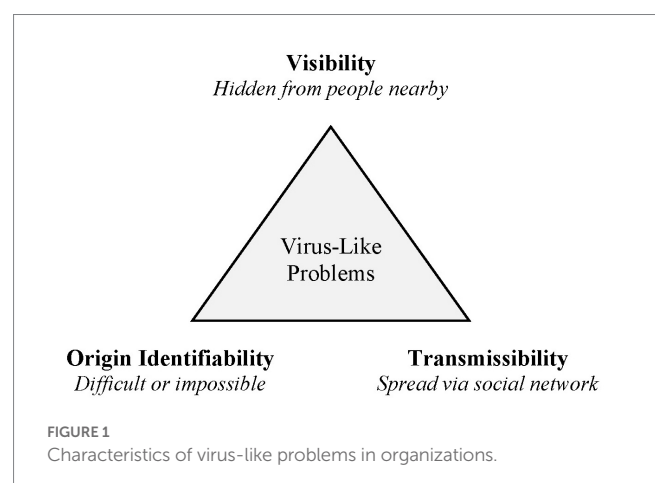 Visibility
Hidden from people nearby
Virus-Like
Problems
Origin Identifiability
Difficult or impossible
Transmissibility
Spread via social network
FIGURE 1
Characteristics of virus-like problems in organizations.